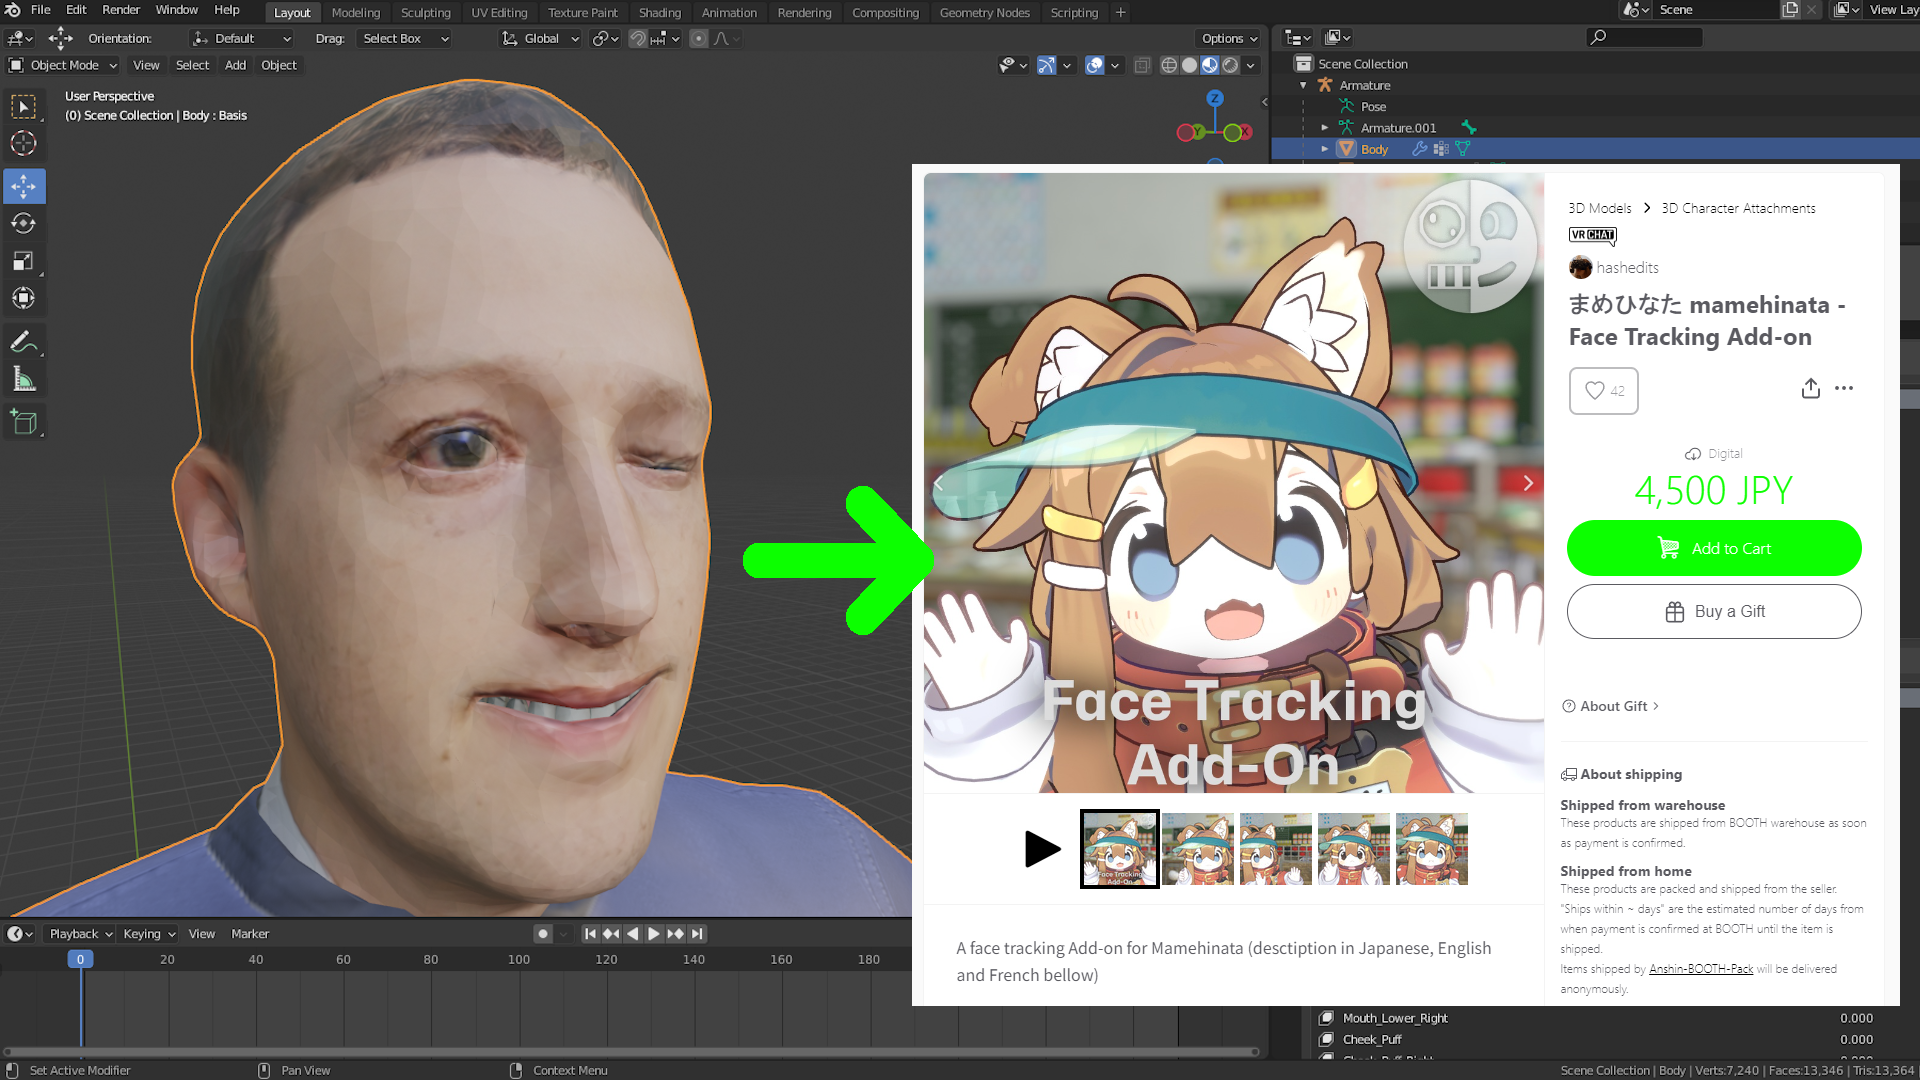 File Edit Render Window Help
Layout Modeling Sculpting UV Editing Texture Paint Shading Animation Rendering Compositing Geometry Nodes Scripting +
Scene
View Lay
Orientation: Default Drag: Select Box
Global
Options
Object Mode View Select Add Object
User Perspective
(0) Scene Collection | Body : Basis
Z
Y
X
Scene Collection
Armature
Pose
Armature.001
Body
3D Models > 3D Character Attachments
VRCHAT
hashedits
まめひなた mamehinata -
Face Tracking Add-on
42
Digital
4,500 JPY
Add to Cart
Buy a Gift
About Gift >
About shipping
Shipped from warehouse
These products are shipped from BOOTH warehouse as soon
as payment is confirmed.
Shipped from home
These products are packed and shipped from the seller.
"Ships within ~ days" are the estimated number of days from
when payment is confirmed at BOOTH until the item is
shipped.
Items shipped by Anshin-BOOTH-Pack will be delivered
anonymously.
Face Tracking
Add-On
Face Tracking
Add-On
A face tracking Add-on for Mamehinata (desctiption in Japanese, English
and French bellow)
Playback Keying View Marker
0 20 40 60 80 100 120 140 160 180
Mouth_Lower_Right 0.000
Cheek_Puff 0.000
Set Active Modifier Pan View Context Menu
Scene Collection | Body | Verts:7,240 | Faces:13,346 | Tris:13,364